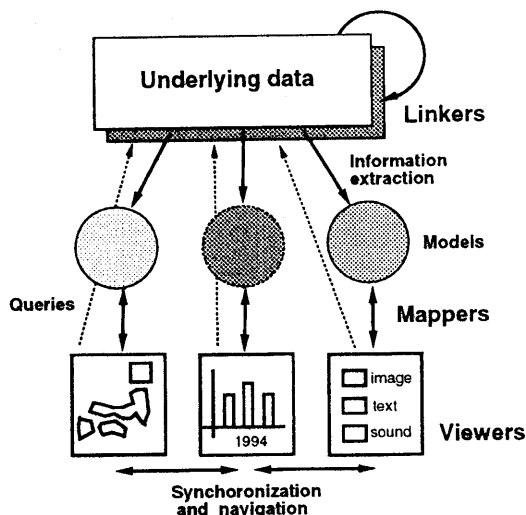 Underlying data
Linkers
Information
extraction
Models
Queries
Mappers
image
text
sound
1994
Viewers
Synchoronization
and navigation